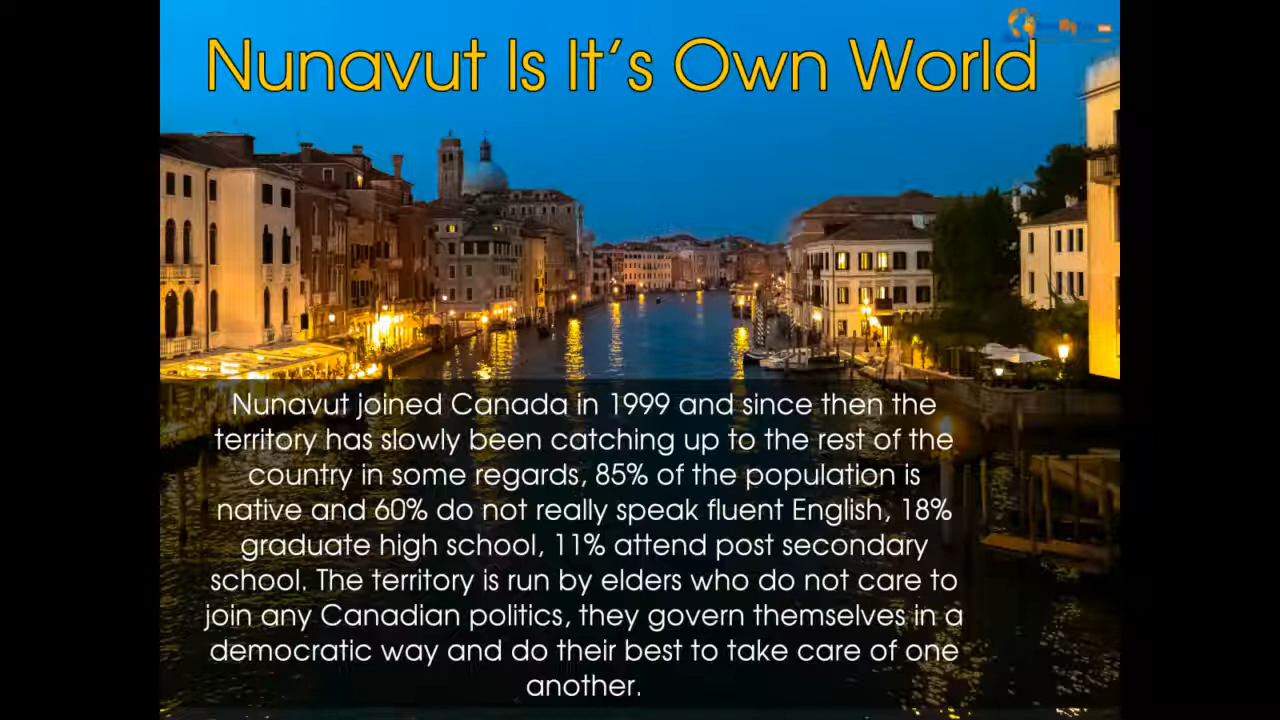 Nunavut Is It's Own World
Nunavut joined Canada in 1999 and since then the
territory has slowly been catching up to the rest of the
country in some regards, 85% of the population is
native and 60% do not really speak fluent English, 18%
graduate high school, 11% attend post secondary
school. The territory is run by elders who do not care to
join any Canadian politics, they govern themselves in a
democratic way and do their best to take care of one
another.